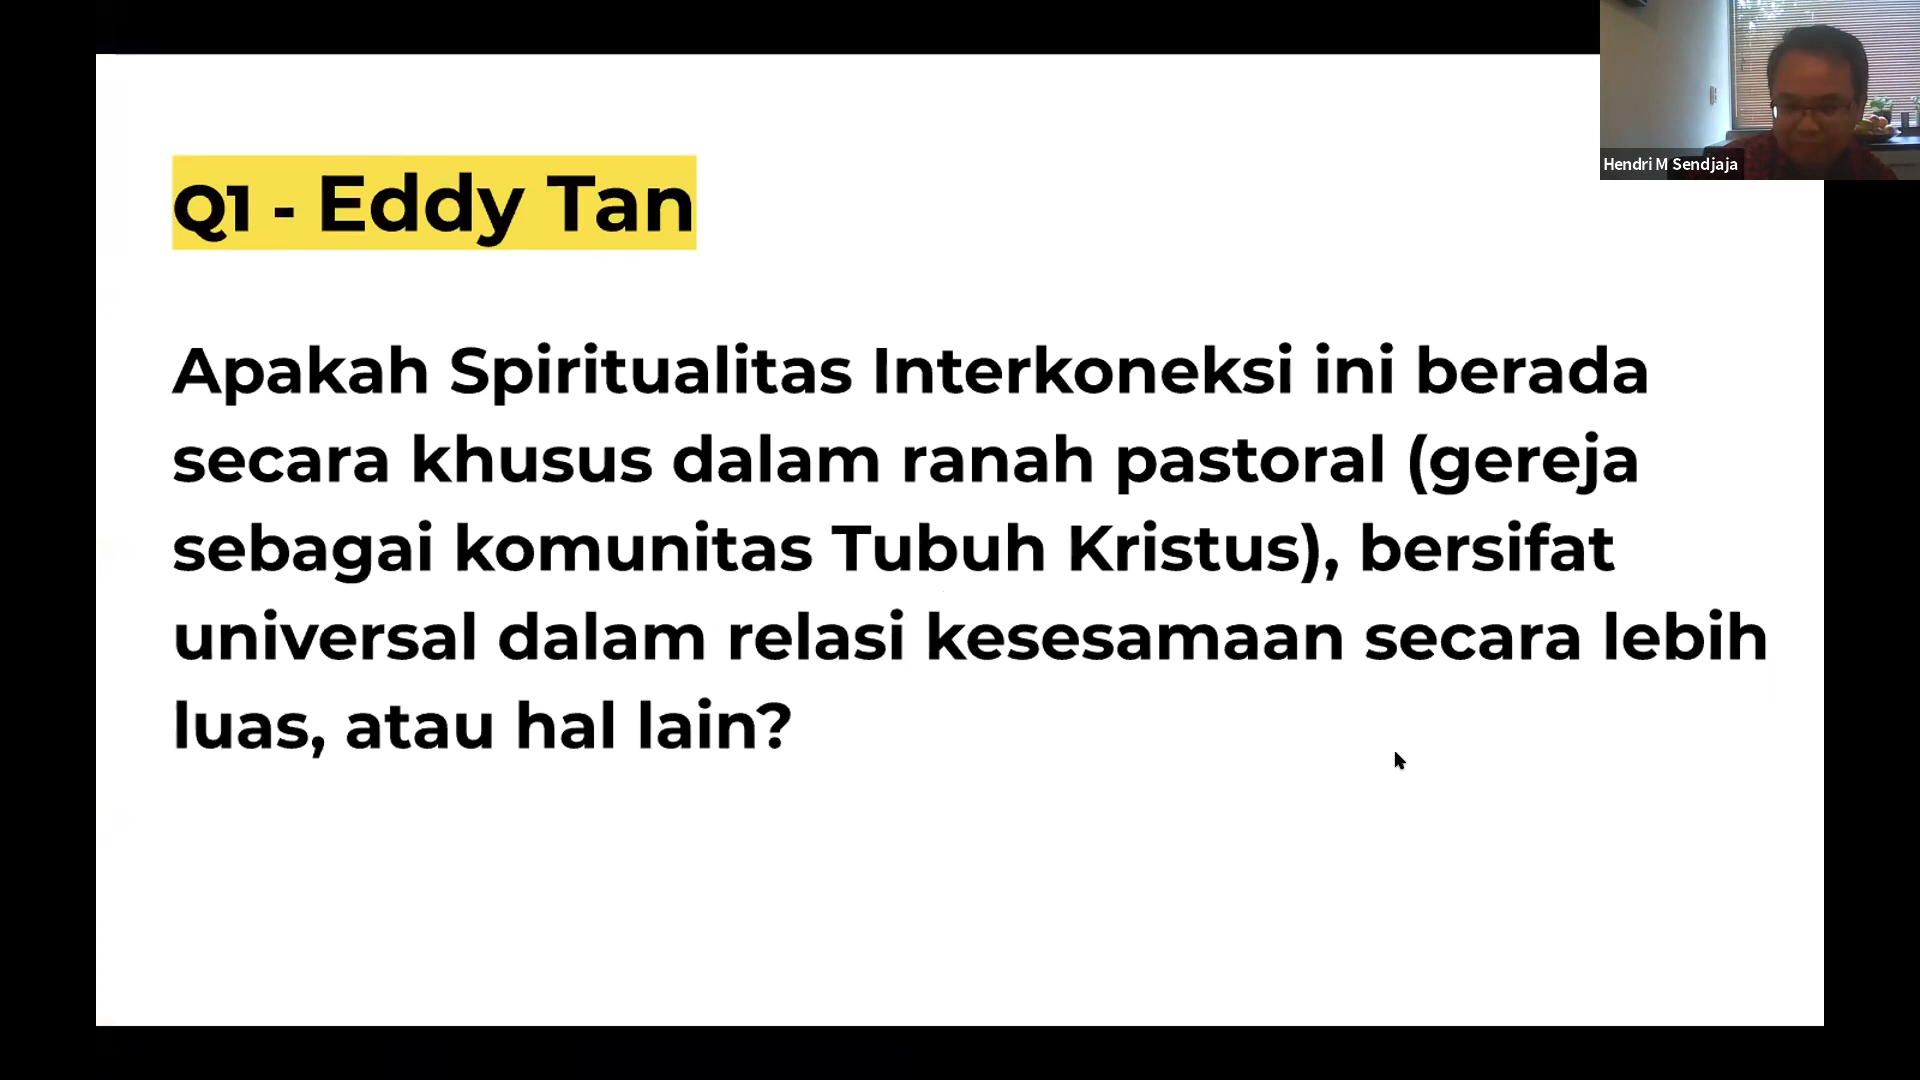 Q1 - Eddy Tan
Apakah Spiritualitas Interkoneksi ini berada
secara khusus dalam ranah pastoral (gereja
sebagai komunitas Tubuh Kristus), bersifat
universal dalam relasi kesesamaan secara lebih
luas, atau hal lain?
Hendri M Sendjaja